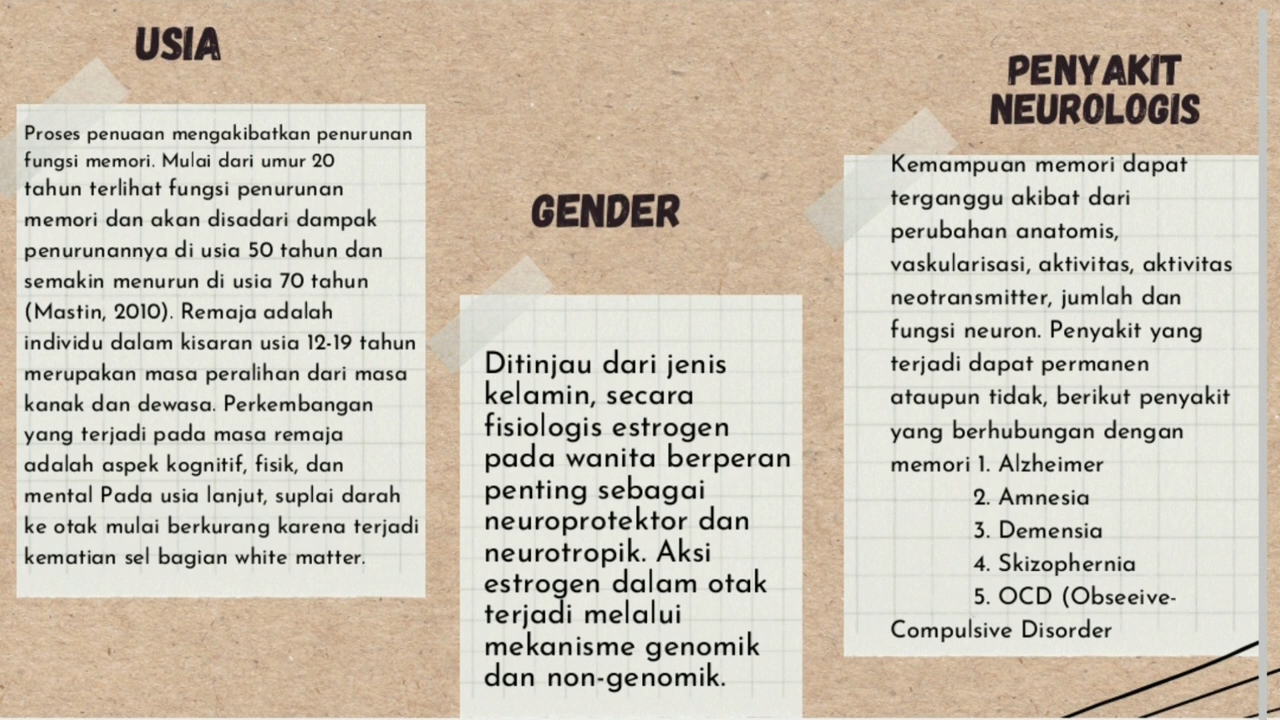 USIA
Proses penuaan mengakibatkan penurunan
fungsi memori. Mulai dari umur 20
tahun terlihat fungsi penurunan
memori dan akan disadari dampak
penurunannya di usia 50 tahun dan
semakin menurun di usia 70 tahun
(Mastin, 2010). Remaja adalah
individu dalam kisaran usia 12-19 tahun
merupakan masa peralihan dari masa
kanak dan dewasa. Perkembangan
yang terjadi pada masa remaja
adalah aspek kognitif, fisik, dan
mental Pada usia lanjut, suplai darah
ke otak mulai berkurang karena terjadi
kematian sel bagian white matter.
GENDER
Ditinjau dari jenis
kelamin, secara
fisiologis estrogen
pada wanita berperan
penting sebagai
neuroprotektor dan
neurotropik. Aksi
estrogen dalam otak
terjadi melalui
mekanisme genomik
dan non-genomik.
PENYAKIT
NEUROLOGIS
Kemampuan memori dapat
terganggu akibat dari
perubahan anatomis,
vaskularisasi, aktivitas, aktivitas
neotransmitter, jumlah dan
fungsi neuron. Penyakit yang
terjadi dapat permanen
ataupun tidak, berikut penyakit
yang berhubungan dengan
memori 1. Alzheimer
2. Amnesia
3. Demensia
4. Skizophernia
5. OCD (Obseeive-
Compulsive Disorder